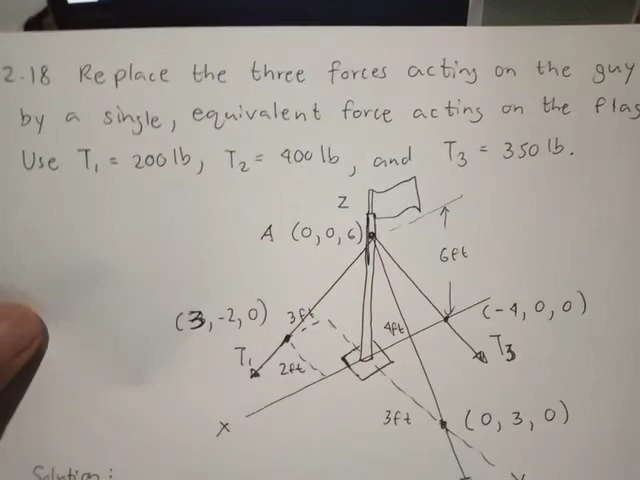 2.18 Replace the three forces acting on the guy
by a single, equivalent force acting on the flag
Use T₁ = 200 lb, T₂ = 400 lb, and T₃ = 350 lb.
Z
A (0,0,6)
6ft
(3,-2,0) 3ft
(-4,0,0)
4ft
T₁
2ft
T₃
X
3ft
(0,3,0)
Y
Solution: